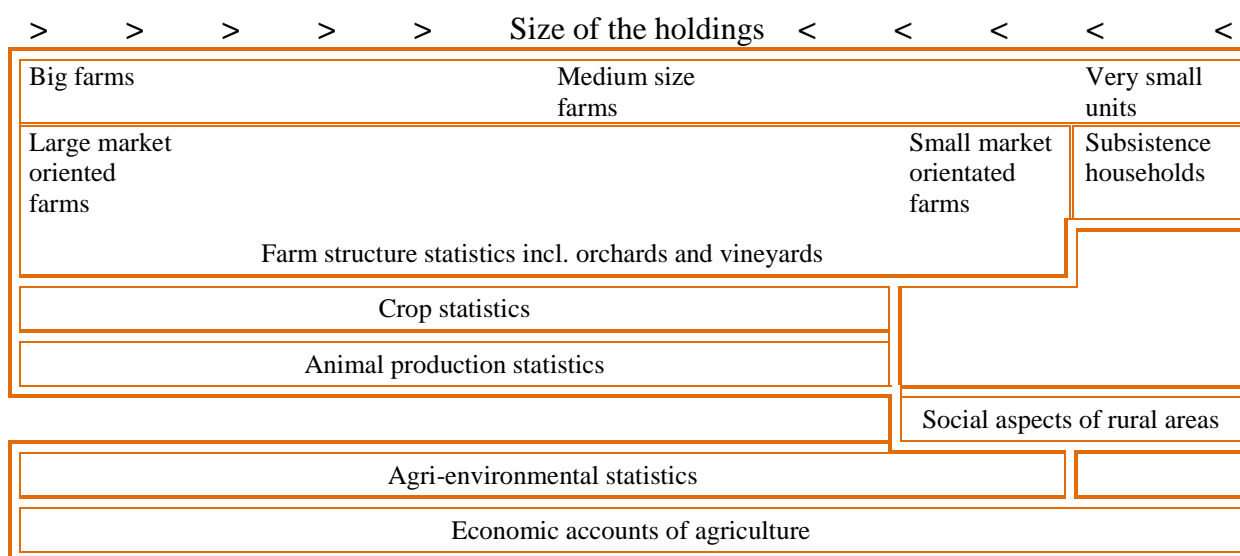 > > > > > Size of the holdings < < < < <
Big farms Medium size Very small
farms units
Large market Small market Subsistence
oriented orientated households
farms farms
Farm structure statistics incl. orchards and vineyards
Crop statistics
Animal production statistics
Social aspects of rural areas
Agri-environmental statistics
Economic accounts of agriculture